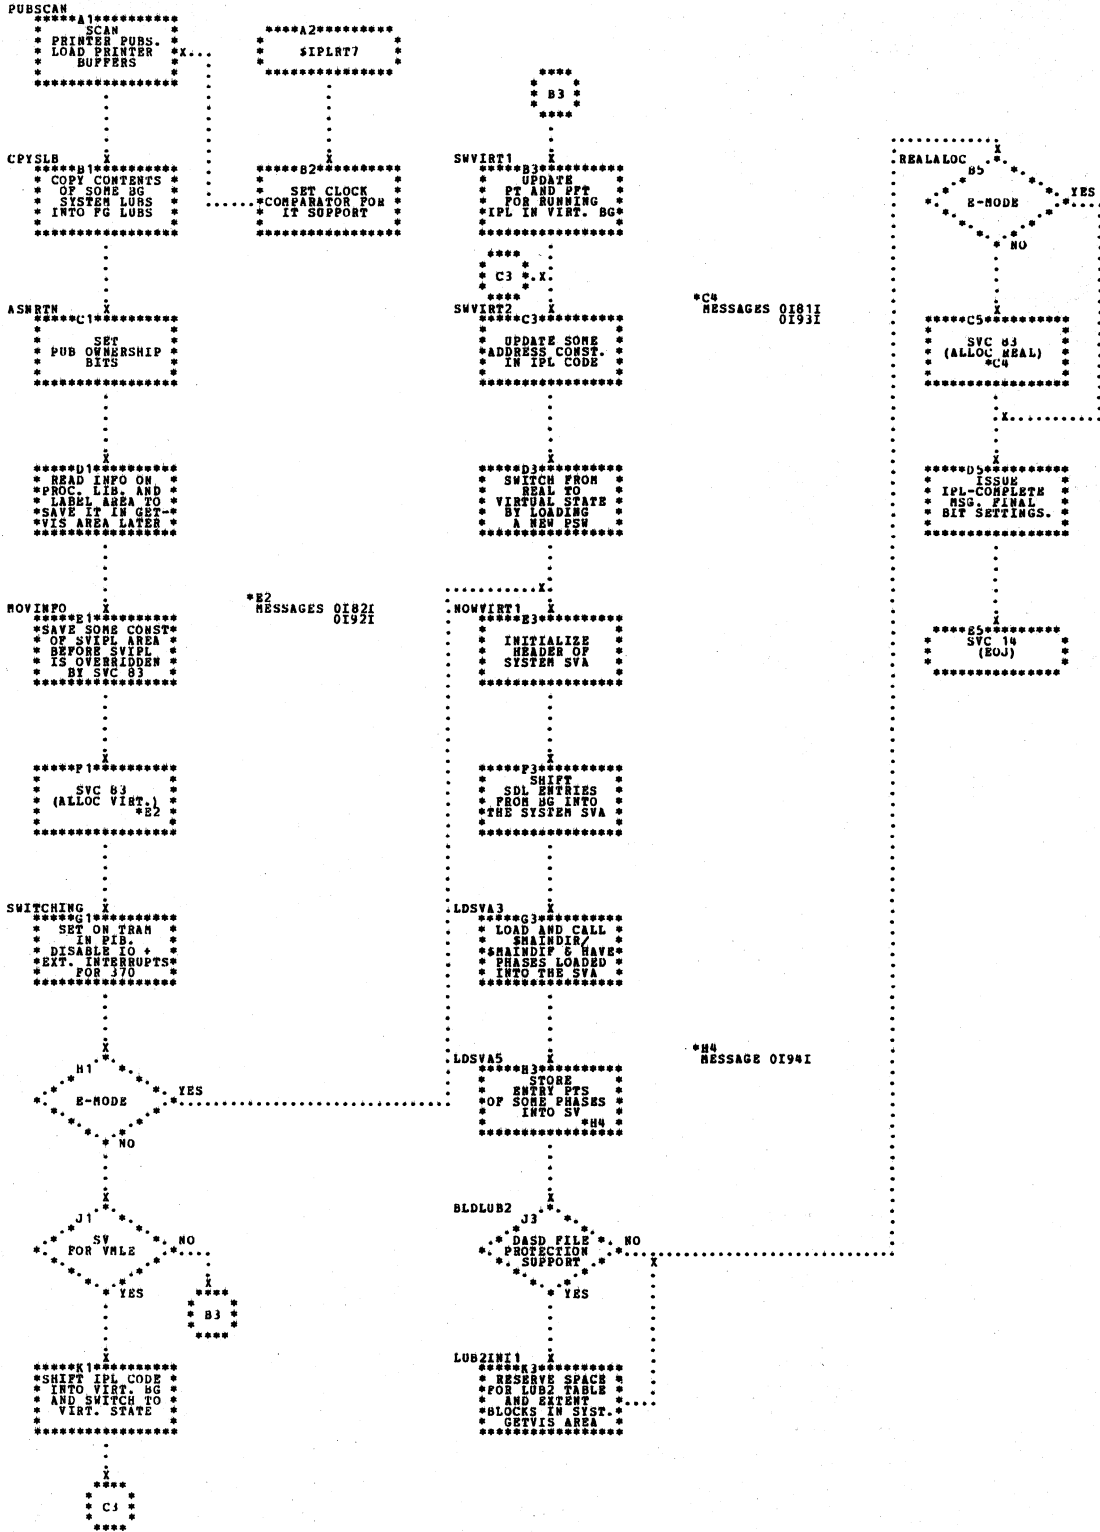 PUBSCAN
A1
SCAN
PRINTER PUBS.
LOAD PRINTER
BUFFERS
A2
$IPLRT7
CPYSLB
B1
COPY CONTENTS
OF SOME BG
SYSTEM LUBS
INTO FG LUBS
B2
SET CLOCK
COMPARATOR FOR
IT SUPPORT
ASNRTN
C1
SET
PUB OWNERSHIP
BITS
D1
READ INFO ON
PROC. LIB. AND
LABEL AREA TO
SAVE IT IN GET-
VIS AREA LATER
*E2
MESSAGES 0I82I
0I92I
MOVINFO
E1
SAVE SOME CONST
OF SVIPL AREA
BEFORE SVIPL
IS OVERRIDDEN
BY SVC 83
F1
SVC 83
(ALLOC VIRT.)
*E2
SWITCHING
G1
SET ON TRAM
IN PIB.
DISABLE IO +
EXT. INTERRUPTS
FOR 370
H1
E-MODE
YES
NO
J1
SV
FOR VMLE
NO
YES
B3
K1
SHIFT IPL CODE
INTO VIRT. BG
AND SWITCH TO
VIRT. STATE
C3
B3
SWVIRT1
B3
UPDATE
PT AND PFT
FOR RUNNING
IPL IN VIRT. BG
C3
SWVIRT2
C3
UPDATE SOME
ADDRESS CONST.
IN IPL CODE
D3
SWITCH FROM
REAL TO
VIRTUAL STATE
BY LOADING
A NEW PSW
NOWVIRT1
E3
INITIALIZE
HEADER OF
SYSTEM SVA
F3
SHIFT
SDL ENTRIES
FROM BG INTO
THE SYSTEM SVA
LDSVA3
G3
LOAD AND CALL
$MAINDIR/
$MAINDIF & HAVE
PHASES LOADED
INTO THE SVA
*H4
MESSAGE 0I94I
LDSVA5
H3
STORE
ENTRY PTS
OF SOME PHASES
INTO SV
*H4
BLDLUB2
J3
DASD FILE
PROTECTION
SUPPORT
NO
YES
LUB2INI1
K3
RESERVE SPACE
FOR LUB2 TABLE
AND EXTENT
BLOCKS IN SYST.
GETVIS AREA
REALALOC
B5
E-MODE
YES
NO
*C4
MESSAGES 0I81I
0I93I
C5
SVC 83
(ALLOC REAL)
*C4
D5
ISSUE
IPL-COMPLETE
MSG. FINAL
BIT SETTINGS.
E5
SVC 14
(EOJ)